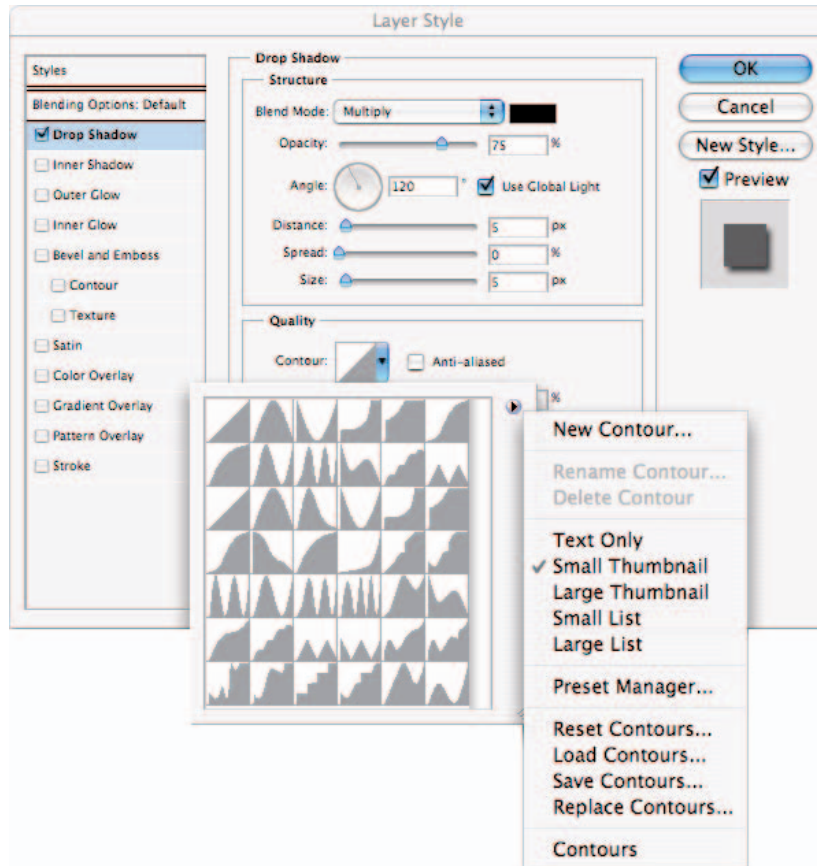 Layer Style
Styles
Blending Options: Default
Drop Shadow
Inner Shadow
Outer Glow
Inner Glow
Bevel and Emboss
Contour
Texture
Satin
Color Overlay
Gradient Overlay
Pattern Overlay
Stroke
Drop Shadow
Structure
Blend Mode: Multiply
Opacity: 75 %
Angle: 120 ° Use Global Light
Distance: 5 px
Spread: 0 %
Size: 5 px
Quality
Contour: Anti-aliased
%
OK
Cancel
New Style...
Preview
New Contour...
Rename Contour...
Delete Contour
Text Only
Small Thumbnail
Large Thumbnail
Small List
Large List
Preset Manager...
Reset Contours...
Load Contours...
Save Contours...
Replace Contours...
Contours